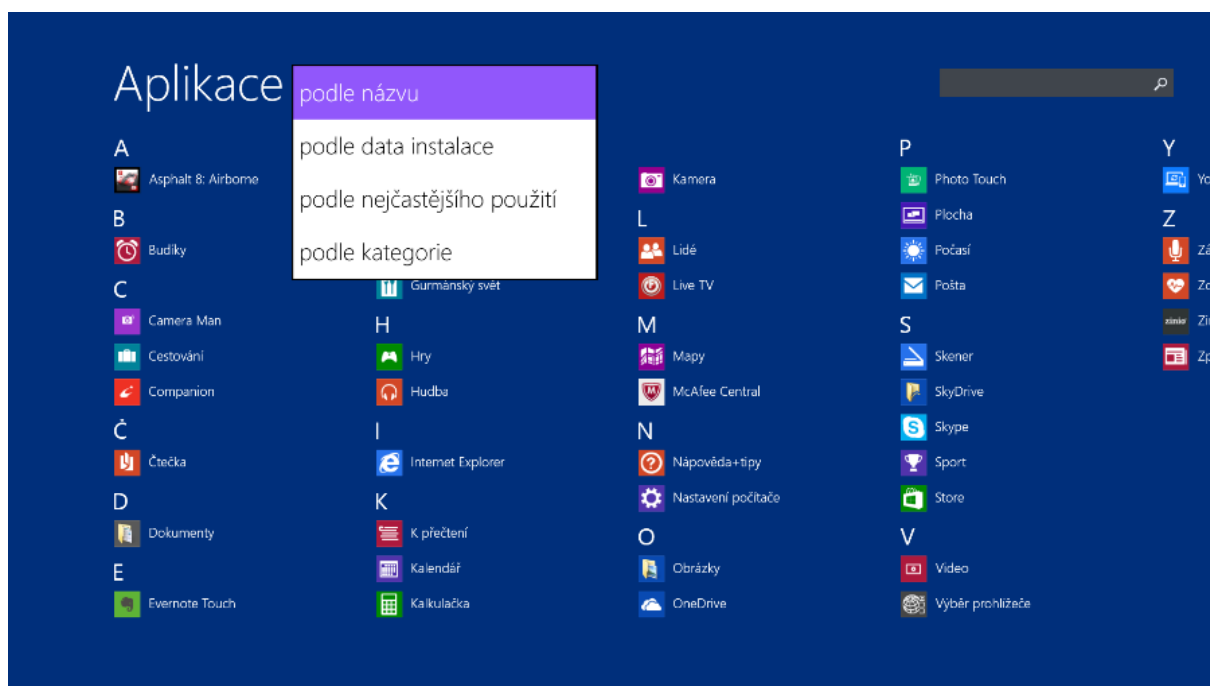 Aplikace
podle názvu
podle data instalace
podle nejčastějšího použití
podle kategorie
A
Asphalt 8: Airborne
B
Budíky
C
Camera Man
Cestování
Companion
Č
Čtečka
D
Dokumenty
E
Evernote Touch
Gurmánský svět
H
Hry
Hudba
I
Internet Explorer
K
K přečtení
Kalendář
Kalkulačka
Kamera
L
Lidé
Live TV
M
Mapy
McAfee Central
N
Nápověda+tipy
Nastavení počítače
O
Obrázky
OneDrive
P
Photo Touch
Plocha
Počasí
Pošta
S
Skener
SkyDrive
Skype
Sport
Store
V
Video
Výběr prohlížeče
Y
Z
zinio